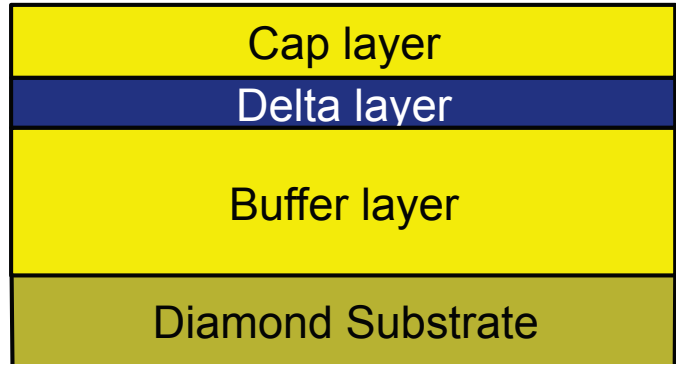 Cap layer
Delta layer
Buffer layer
Diamond Substrate